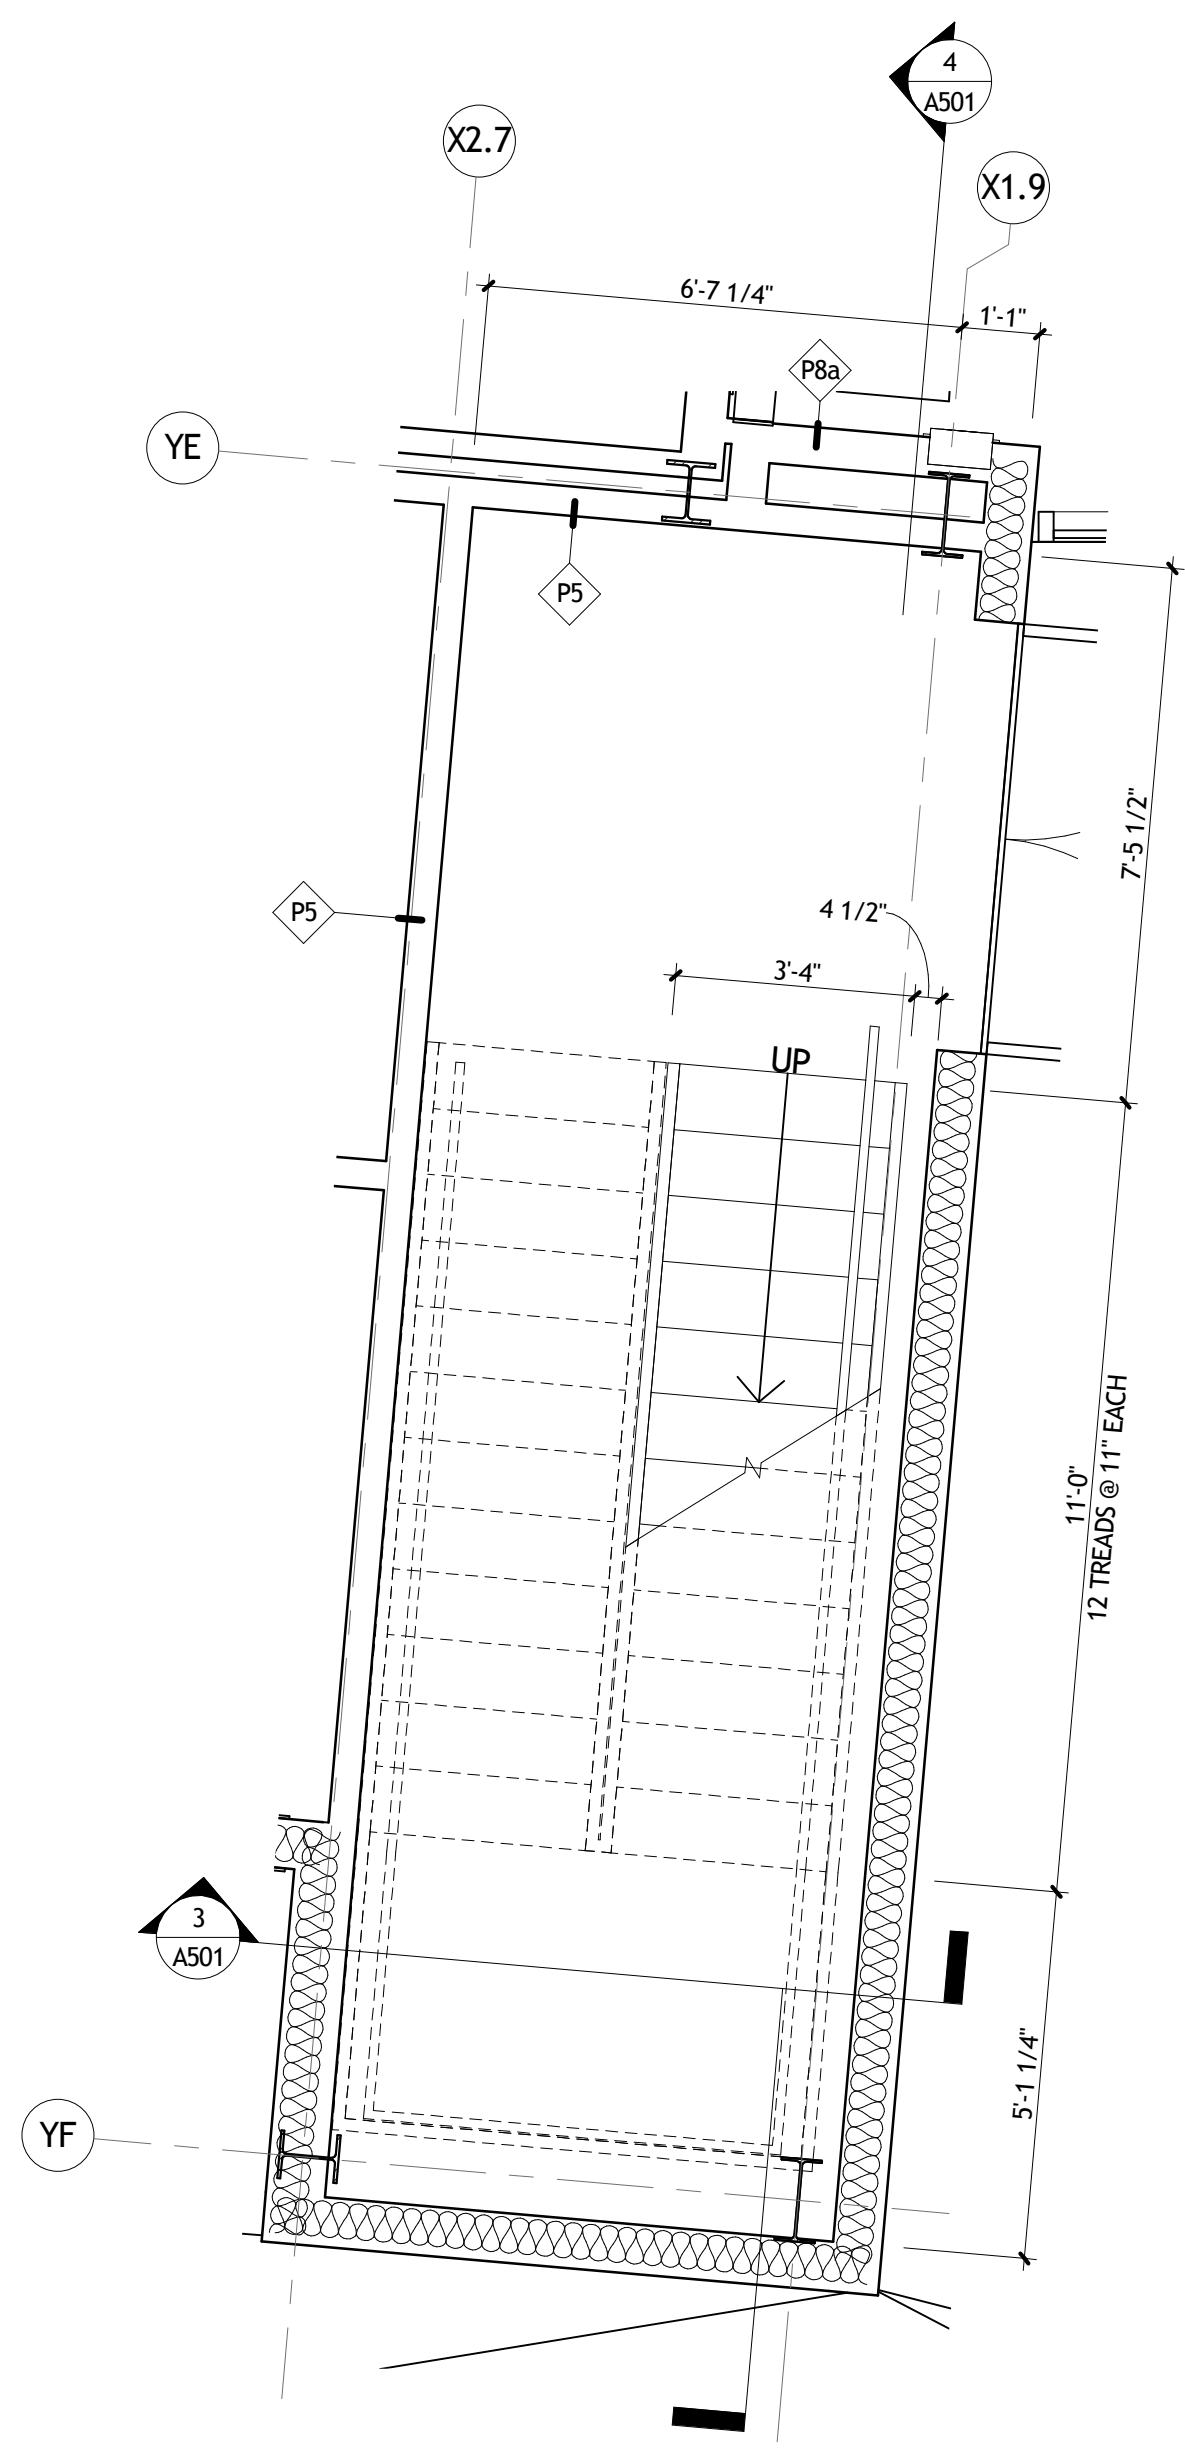 4
A501
X2.7
X1.9
6'-7 1/4"
1'-1"
P8a
YE
P5
7'-5 1/2"
P5
4 1/2"
3'-4"
UP
11'-0"
12 TREADS @ 11" EACH
3
A501
5'-1 1/4"
YF